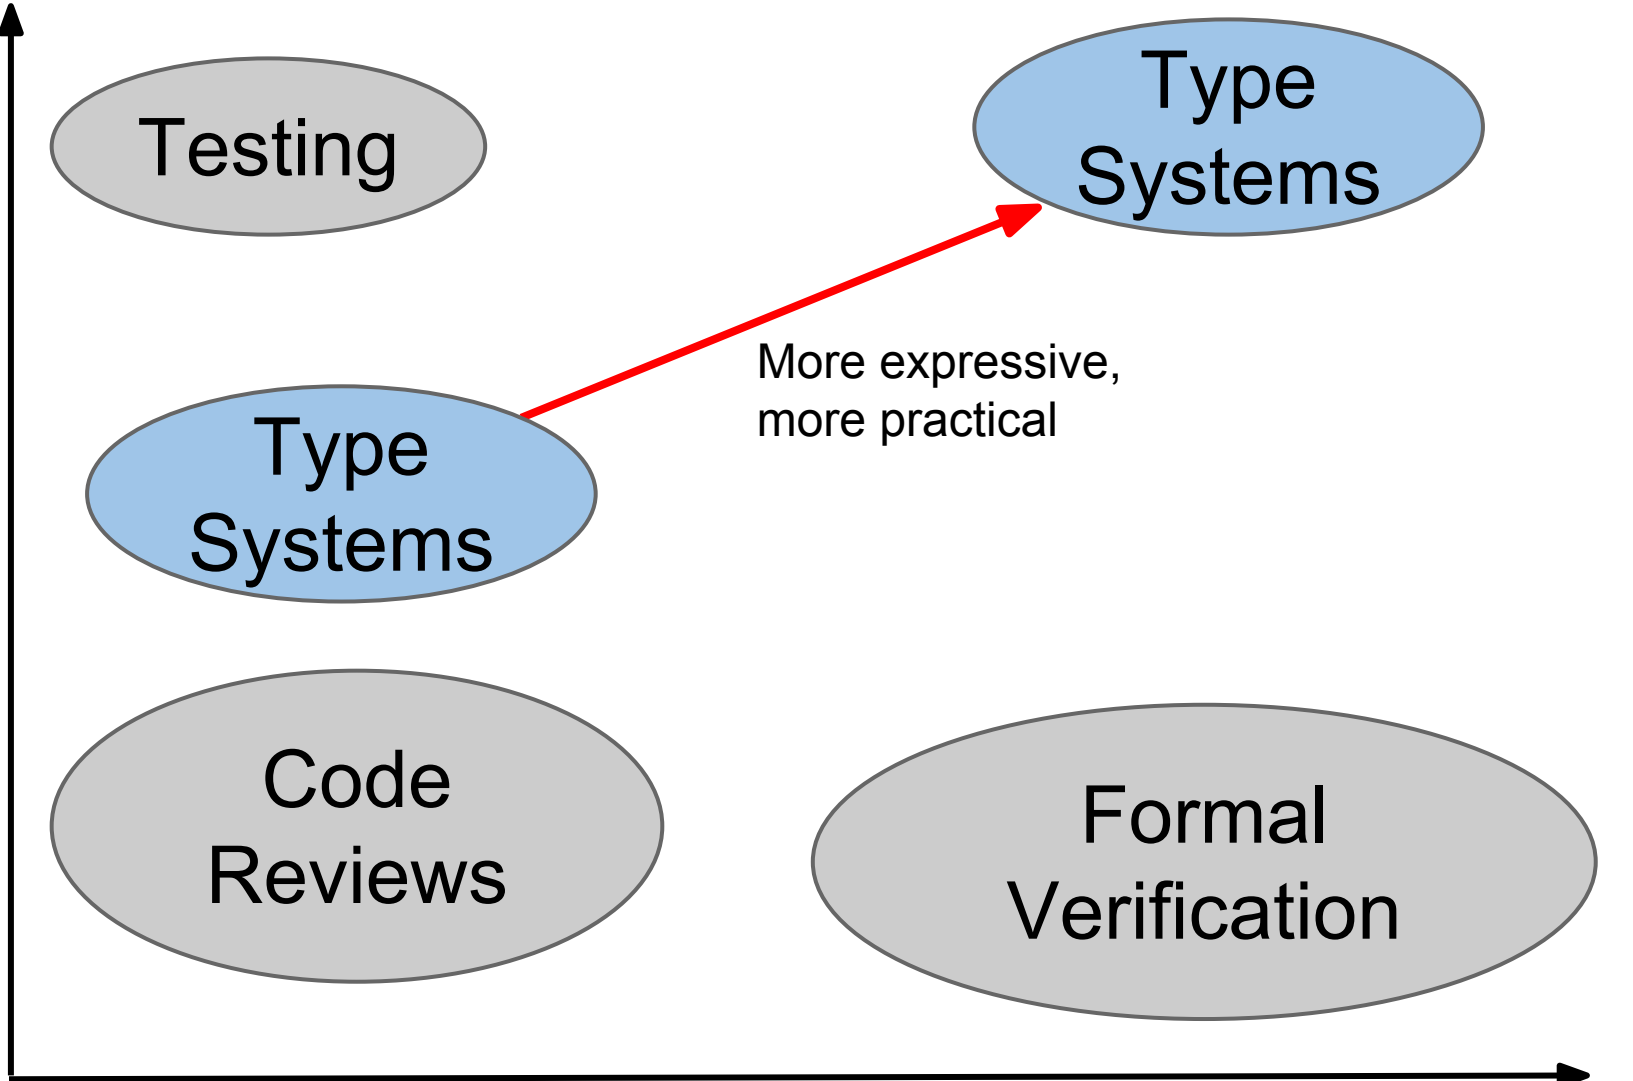 Testing
Type
Systems
More expressive,
more practical
Type
Systems
Code
Reviews
Formal
Verification